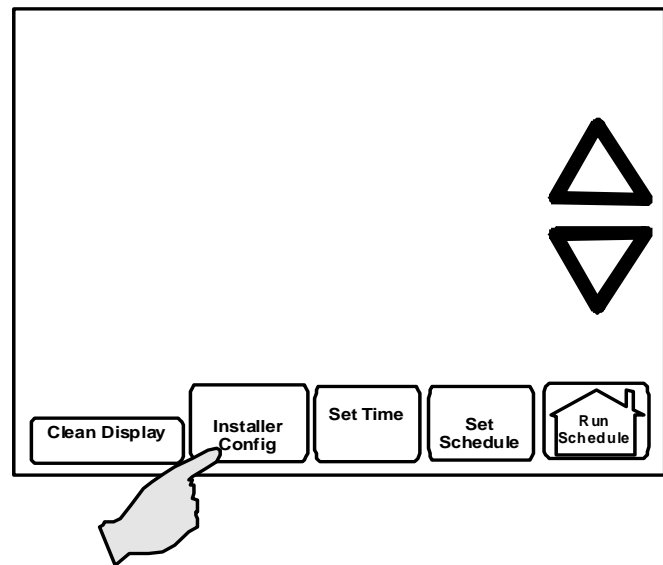 Clean Display
Installer
Config
Set Time
Set
Schedule
Run
Schedule